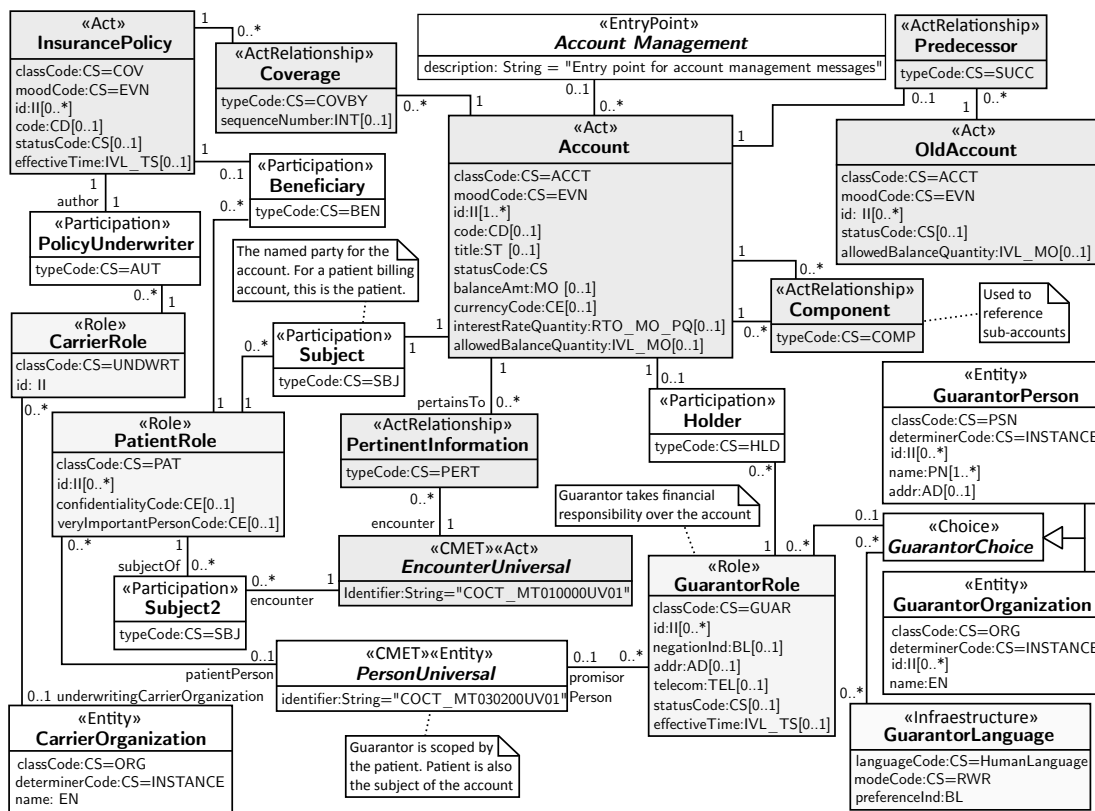 «Act»
InsurancePolicy
classCode:CS=COV
moodCode:CS=EVN
id:II[0..*]
code:CD[0..1]
statusCode:CS[0..1]
effectiveTime:IVL_TS[0..1]
1
0..*
«ActRelationship»
Coverage
typeCode:CS=COVBY
sequenceNumber:INT[0..1]
0..*
1
«EntryPoint»
Account Management
description: String = "Entry point for account management messages"
0..1
0..*
«ActRelationship»
Predecessor
typeCode:CS=SUCC
0..1
1
1
0..*
«Act»
OldAccount
classCode:CS=ACCT
moodCode:CS=EVN
id: II[0..*]
statusCode:CS[0..1]
allowedBalanceQuantity:IVL_MO[0..1]
«Act»
Account
classCode:CS=ACCT
moodCode:CS=EVN
id:II[1..*]
code:CD[0..1]
title:ST [0..1]
statusCode:CS
balanceAmt:MO [0..1]
currencyCode:CE[0..1]
interestRateQuantity:RTO_MO_PQ[0..1]
allowedBalanceQuantity:IVL_MO[0..1]
1
0..1
«Participation»
Beneficiary
typeCode:CS=BEN
0..*
1
1
author
1
«Participation»
PolicyUnderwriter
typeCode:CS=AUT
0..*
1
The named party for the
account. For a patient billing
account, this is the patient.
1
0..*
1
0..*
«ActRelationship»
Component
typeCode:CS=COMP
Used to
reference
sub-accounts
«Role»
CarrierRole
classCode:CS=UNDWRT
id: II
0..*
«Participation»
Subject
typeCode:CS=SBJ
0..*
1
1
1
1
pertainsTo
0..*
«ActRelationship»
PertinentInformation
typeCode:CS=PERT
0..*
encounter
1
1
0..1
«Participation»
Holder
typeCode:CS=HLD
0..*
1
«Entity»
GuarantorPerson
classCode:CS=PSN
determinerCode:CS=INSTANCE
id:II[0..*]
name:PN[1..*]
addr:AD[0..1]
«Role»
PatientRole
classCode:CS=PAT
id:II[0..*]
confidentialityCode:CE[0..1]
veryImportantPersonCode:CE[0..1]
0..*
1
subjectOf
0..*
Guarantor takes financial
responsibility over the account
0..1
0..*
0..*
«Choice»
GuarantorChoice
«CMET»«Act»
EncounterUniversal
Identifier:String="COCT_MT010000UV01"
«Participation»
Subject2
typeCode:CS=SBJ
0..*
encounter
1
«Role»
GuarantorRole
classCode:CS=GUAR
id:II[0..*]
negationInd:BL[0..1]
addr:AD[0..1]
telecom:TEL[0..1]
statusCode:CS[0..1]
effectiveTime:IVL_TS[0..1]
«Entity»
GuarantorOrganization
classCode:CS=ORG
determinerCode:CS=INSTANCE
id:II[0..*]
name:EN
0..1
patientPerson
«CMET»«Entity»
PersonUniversal
identifier:String="COCT_MT030200UV01"
0..1
0..*
promisor
Person
0..1
underwritingCarrierOrganization
0..*
«Entity»
CarrierOrganization
classCode:CS=ORG
determinerCode:CS=INSTANCE
name: EN
Guarantor is scoped by
the patient. Patient is also
the subject of the account
«Infraestructure»
GuarantorLanguage
languageCode:CS=HumanLanguage
modeCode:CS=RWR
preferenceInd:BL